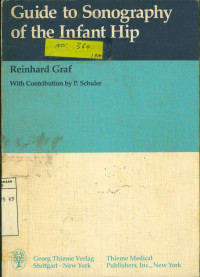 Guide to Sonography
of the Infant Hip
Reinhard Graf
With Contribution by P. Schuler
Georg Thieme Verlag
Stuttgart · New York
Thieme Medical
Publishers, Inc., New York